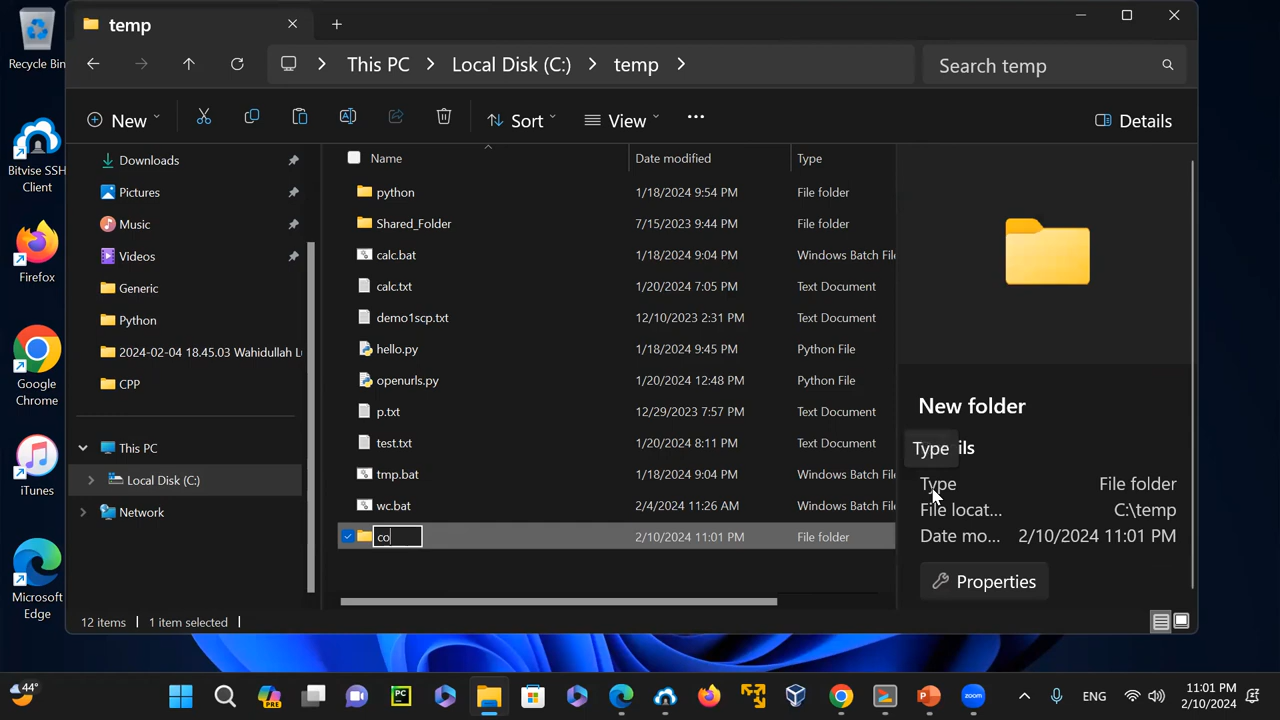 Recycle Bin
Bitvise SSH
Client
Firefox
Google
Chrome
iTunes
Microsoft
Edge
temp
This PC
Local Disk (C:)
temp
Search temp
New
Sort
View
Details
Downloads
Pictures
Music
Videos
Generic
Python
2024-02-04 18.45.03 Wahidullah Lu
CPP
This PC
Local Disk (C:)
Network
Name Date modified Type
python 1/18/2024 9:54 PM File folder
Shared_Folder 7/15/2023 9:44 PM File folder
calc.bat 1/18/2024 9:04 PM Windows Batch File
calc.txt 1/20/2024 7:05 PM Text Document
demo1scp.txt 12/10/2023 2:31 PM Text Document
hello.py 1/18/2024 9:45 PM Python File
openurls.py 1/20/2024 12:48 PM Python File
p.txt 12/29/2023 7:57 PM Text Document
test.txt 1/20/2024 8:11 PM Text Document
tmp.bat 1/18/2024 9:04 PM Windows Batch File
wc.bat 2/4/2024 11:26 AM Windows Batch File
co 2/10/2024 11:01 PM File folder
New folder
Type ils
Type File folder
File locat... C:\temp
Date mo... 2/10/2024 11:01 PM
Properties
12 items 1 item selected
44°
PRE
PC
zoom
ENG
11:01 PM
2/10/2024